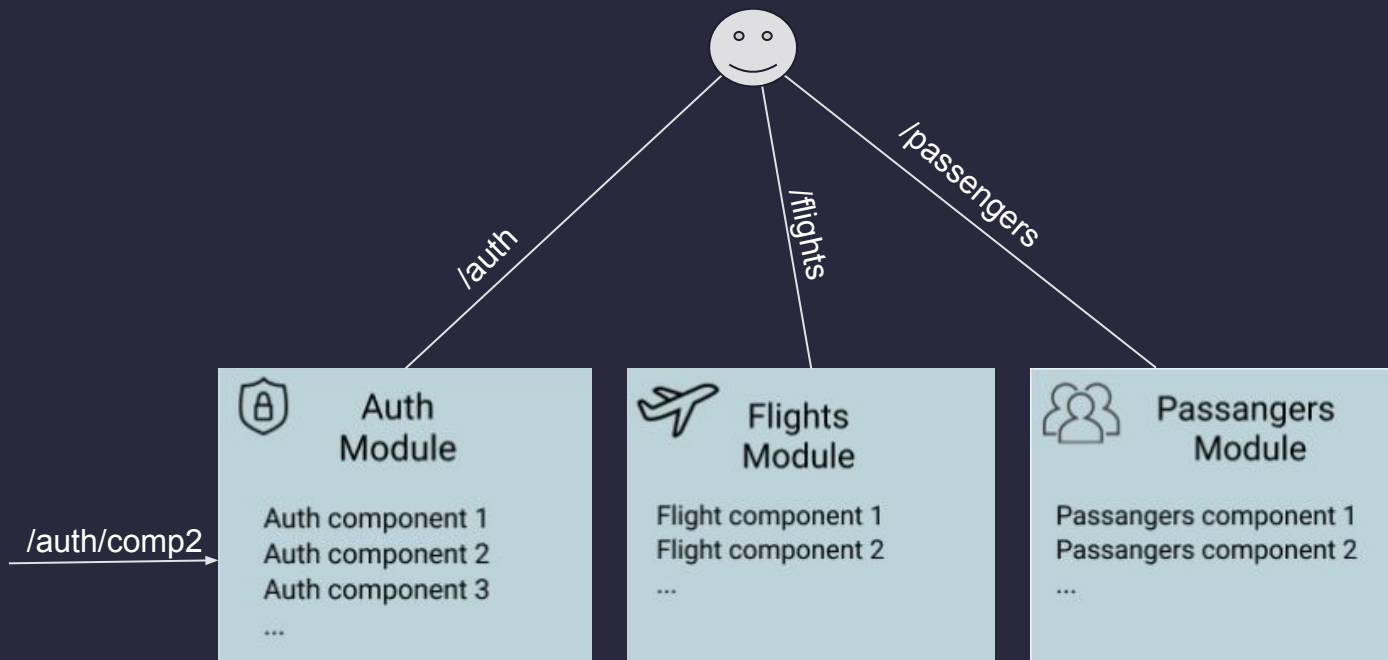 /passengers
/flights
/auth
Auth
Module
Auth component 1
Auth component 2
Auth component 3
...
/auth/comp2
Flights
Module
Flight component 1
Flight component 2
...
Passangers
Module
Passangers component 1
Passangers component 2
...